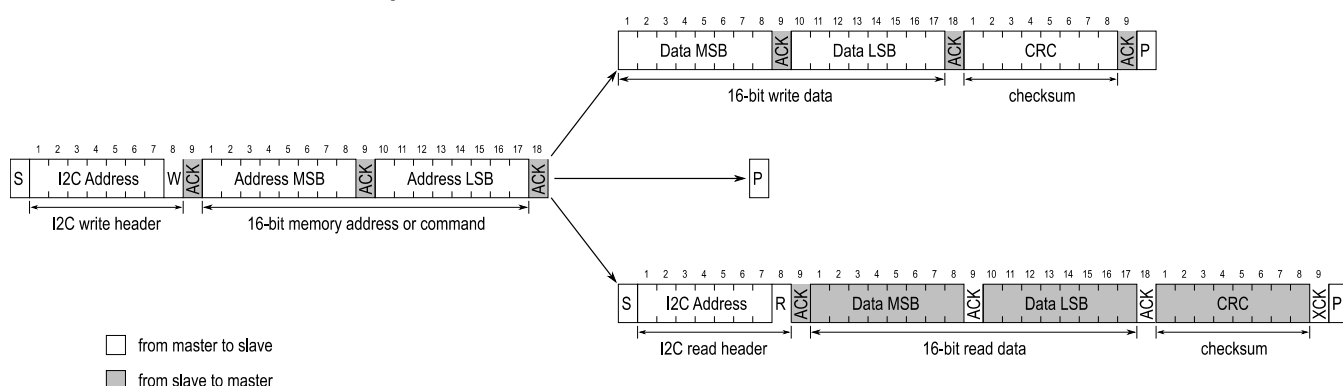 1 2 3 4 5 6 7 8 9 10 11 12 13 14 15 16 17 18 1 2 3 4 5 6 7 8 9
Data MSB ACK Data LSB ACK CRC ACK P
16-bit write data checksum
1 2 3 4 5 6 7 8 9 1 2 3 4 5 6 7 8 9 10 11 12 13 14 15 16 17 18
S I2C Address W ACK Address MSB ACK Address LSB ACK P
I2C write header 16-bit memory address or command
1 2 3 4 5 6 7 8 9 1 2 3 4 5 6 7 8 9 10 11 12 13 14 15 16 17 18 1 2 3 4 5 6 7 8 9
S I2C Address R ACK Data MSB ACK Data LSB ACK CRC XCK P
I2C read header 16-bit read data checksum
from master to slave
from slave to master